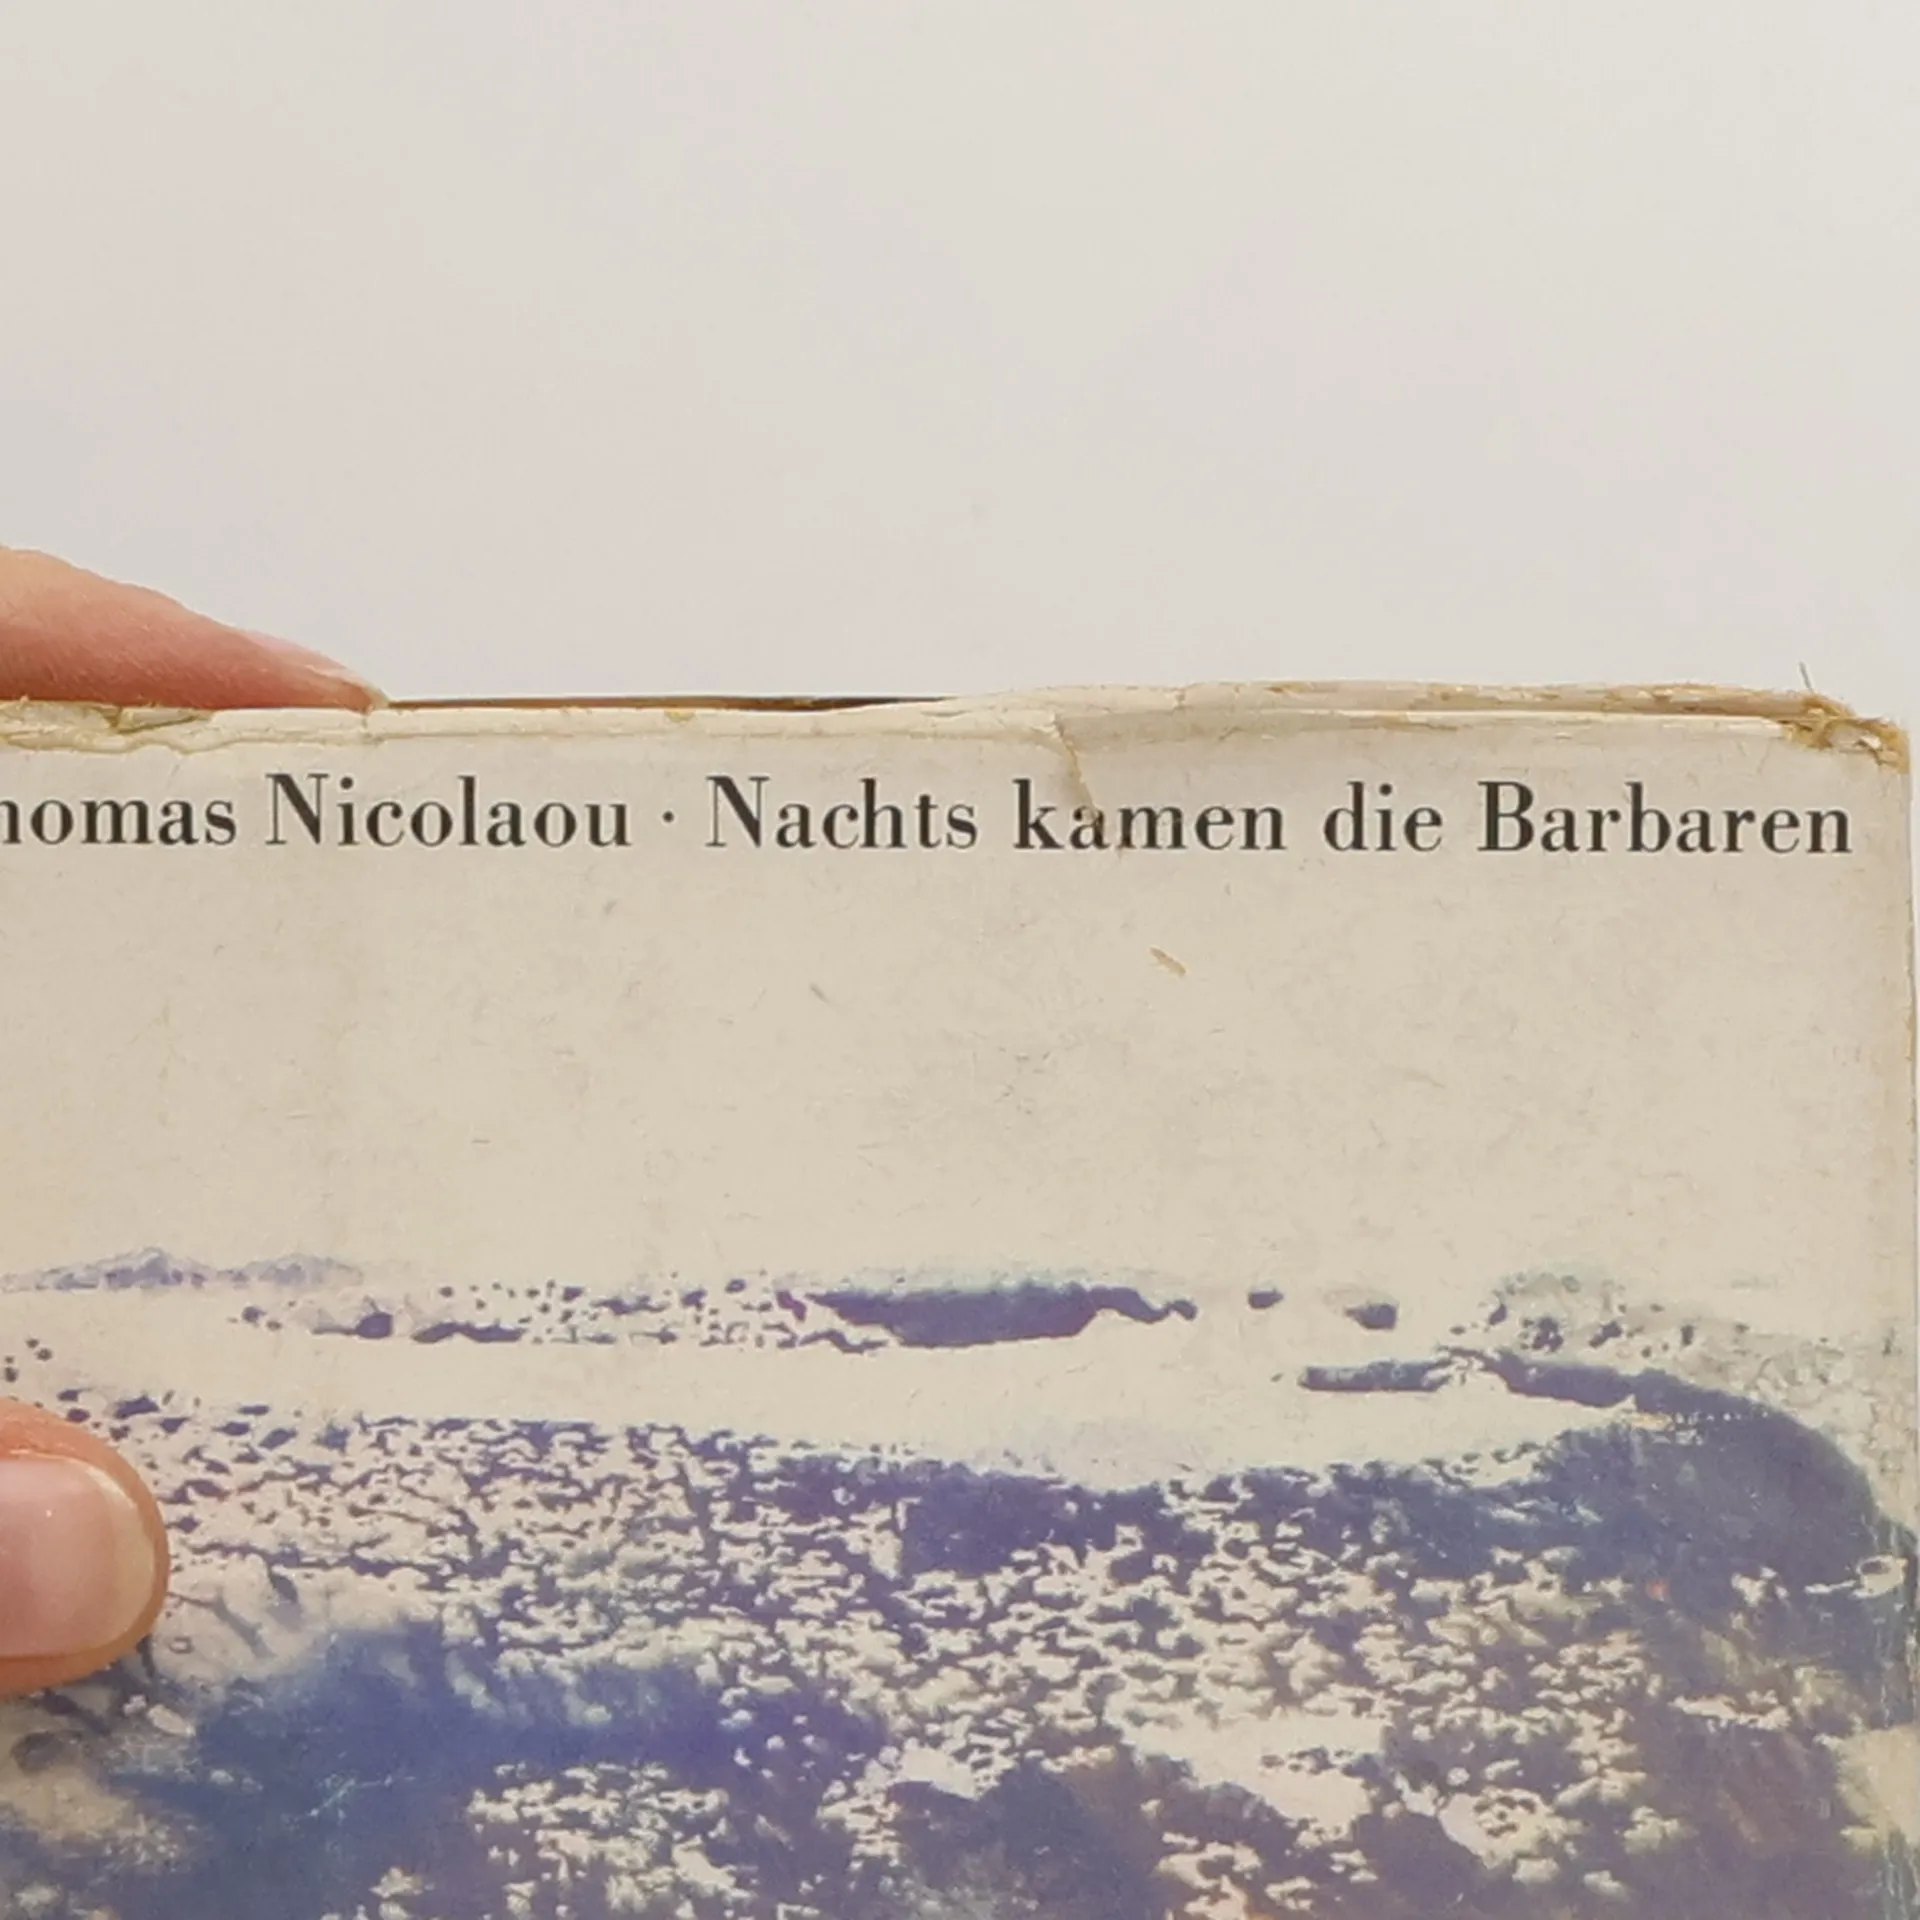 homas Nicolaou · Nachts kamen die Barbaren